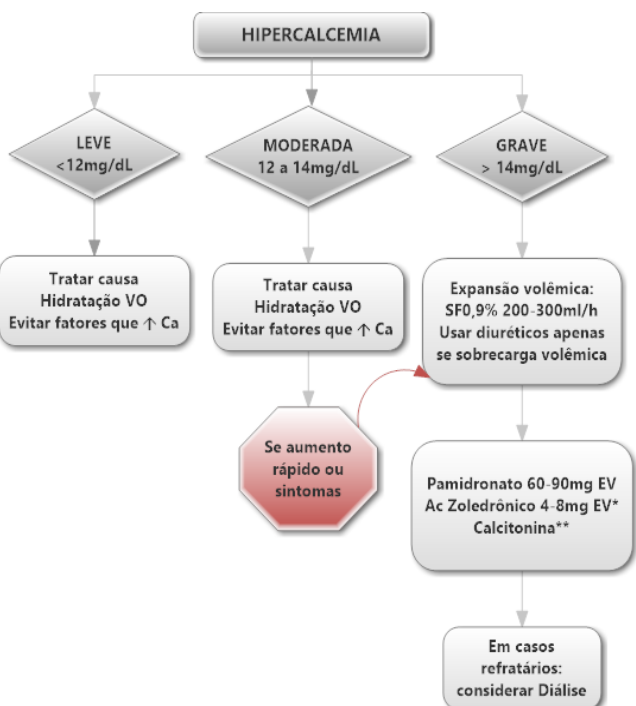 HIPERCALCEMIA
LEVE
<12mg/dL
MODERADA
12 a 14mg/dL
GRAVE
> 14mg/dL
Tratar causa
Hidratação VO
Evitar fatores que ↑ Ca
Tratar causa
Hidratação VO
Evitar fatores que ↑ Ca
Expansão volêmica:
SF0,9% 200-300ml/h
Usar diuréticos apenas
se sobrecarga volêmica
Se aumento
rápido ou
sintomas
Pamidronato 60-90mg EV
Ac Zoledrônico 4-8mg EV*
Calcitonina**
Em casos
refratários:
considerar Diálise